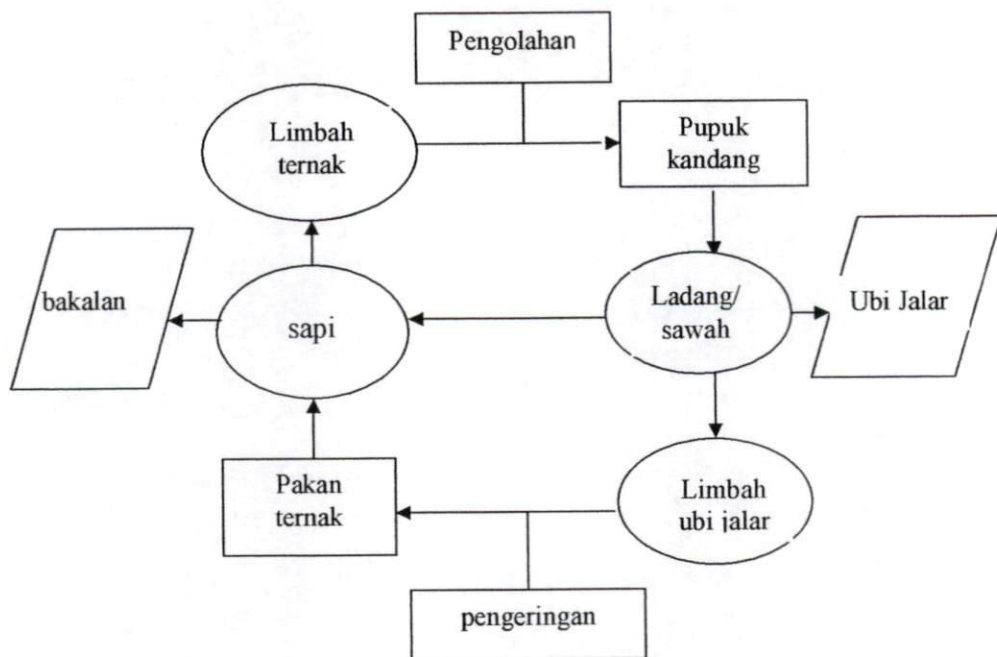 Pengolahan
Limbah
ternak
Pupuk
kandang
bakalan
sapi
Ladang/
sawah
Ubi Jalar
Pakan
ternak
Limbah
ubi jalar
pengeringan